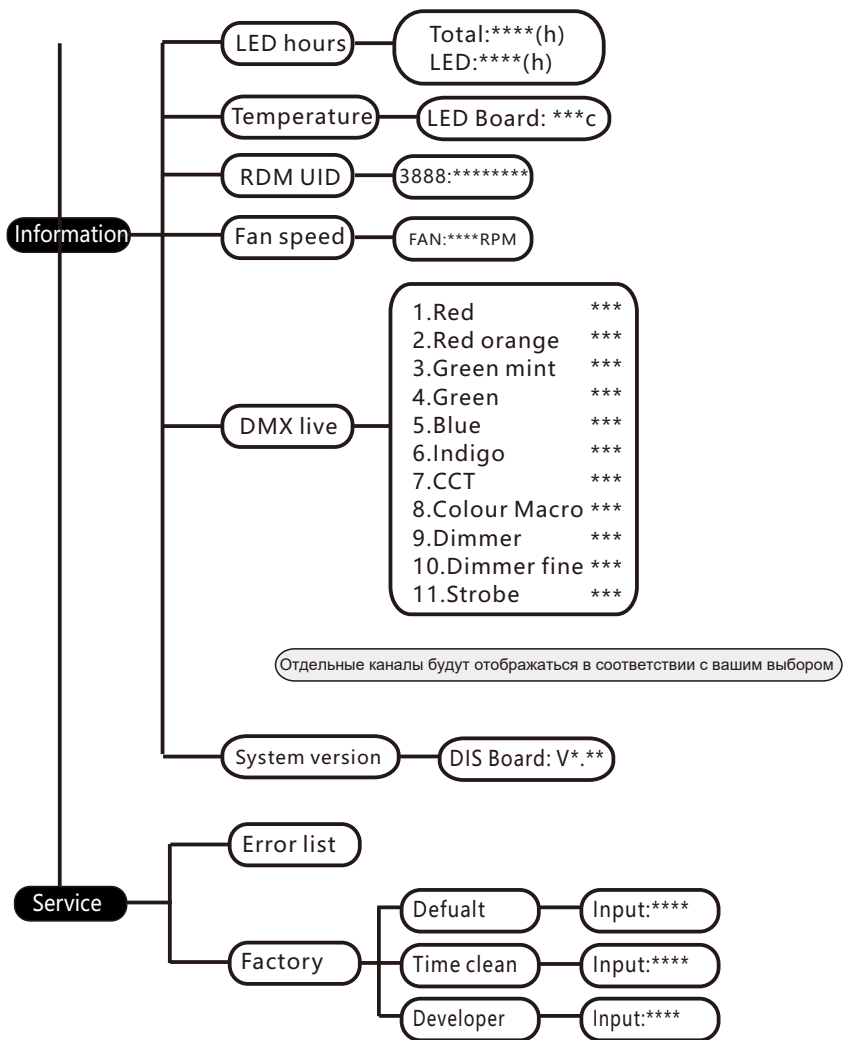 LED hours
Total:****(h)
LED:****(h)
Temperature
LED Board: ***c
RDM UID
3888:********
Information
Fan speed
FAN:****RPM
DMX live
1.Red ***
2.Red orange ***
3.Green mint ***
4.Green ***
5.Blue ***
6.Indigo ***
7.CCT ***
8.Colour Macro ***
9.Dimmer ***
10.Dimmer fine ***
11.Strobe ***
Отдельные каналы будут отображаться в соответствии с вашим выбором
System version
DIS Board: V*.**
Service
Error list
Factory
Defualt
Input:****
Time clean
Input:****
Developer
Input:****